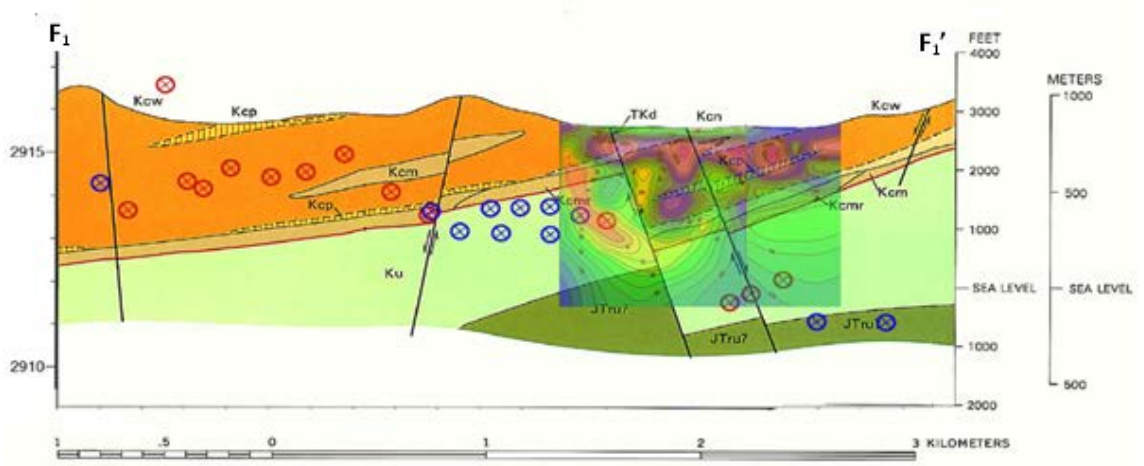 F₁
F₁'
FEET
4000
METERS
1000
Kcw
Kcp
TKd
Kcn
Kcw
3000
2915
2000
Kcm
Kcp
500
Kcp
Kcmr
Kcmr
Kcm
1000
Ku
SEA LEVEL
SEA LEVEL
JTru?
JTru?
JTru
1000
2910
500
2000
1
.5
0
1
2
3 KILOMETERS